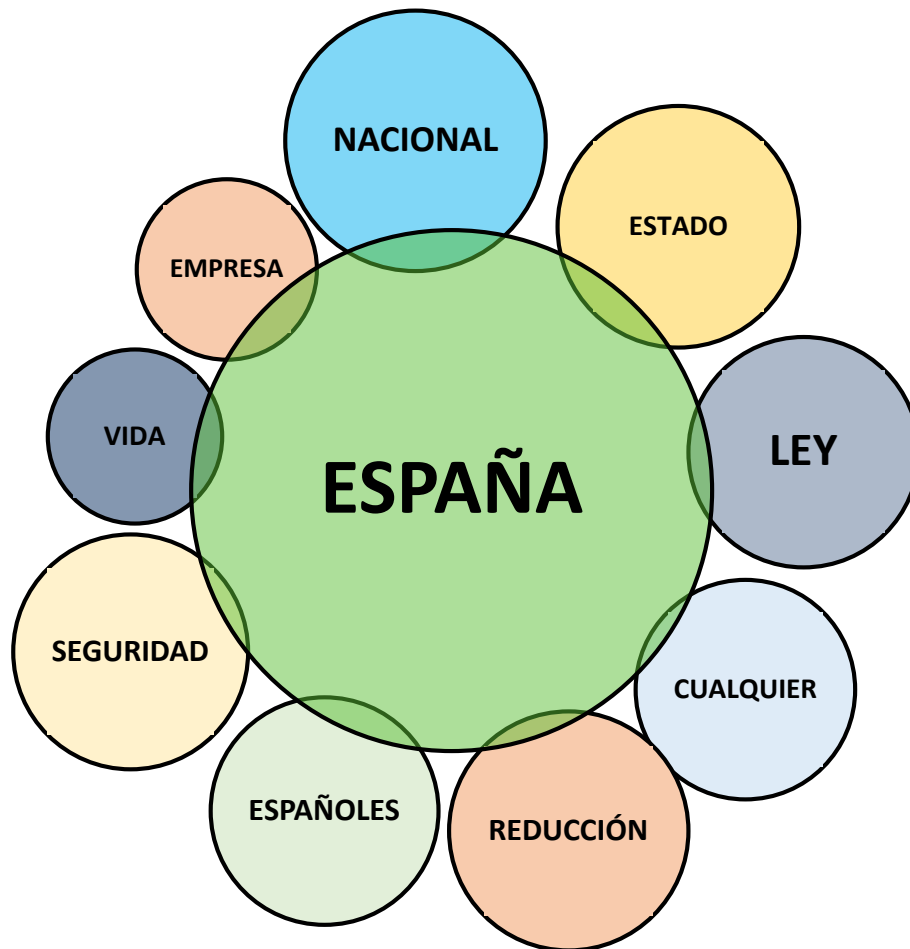 NACIONAL
ESTADO
EMPRESA
VIDA
LEY
ESPAÑA
SEGURIDAD
CUALQUIER
ESPAÑOLES
REDUCCIÓN